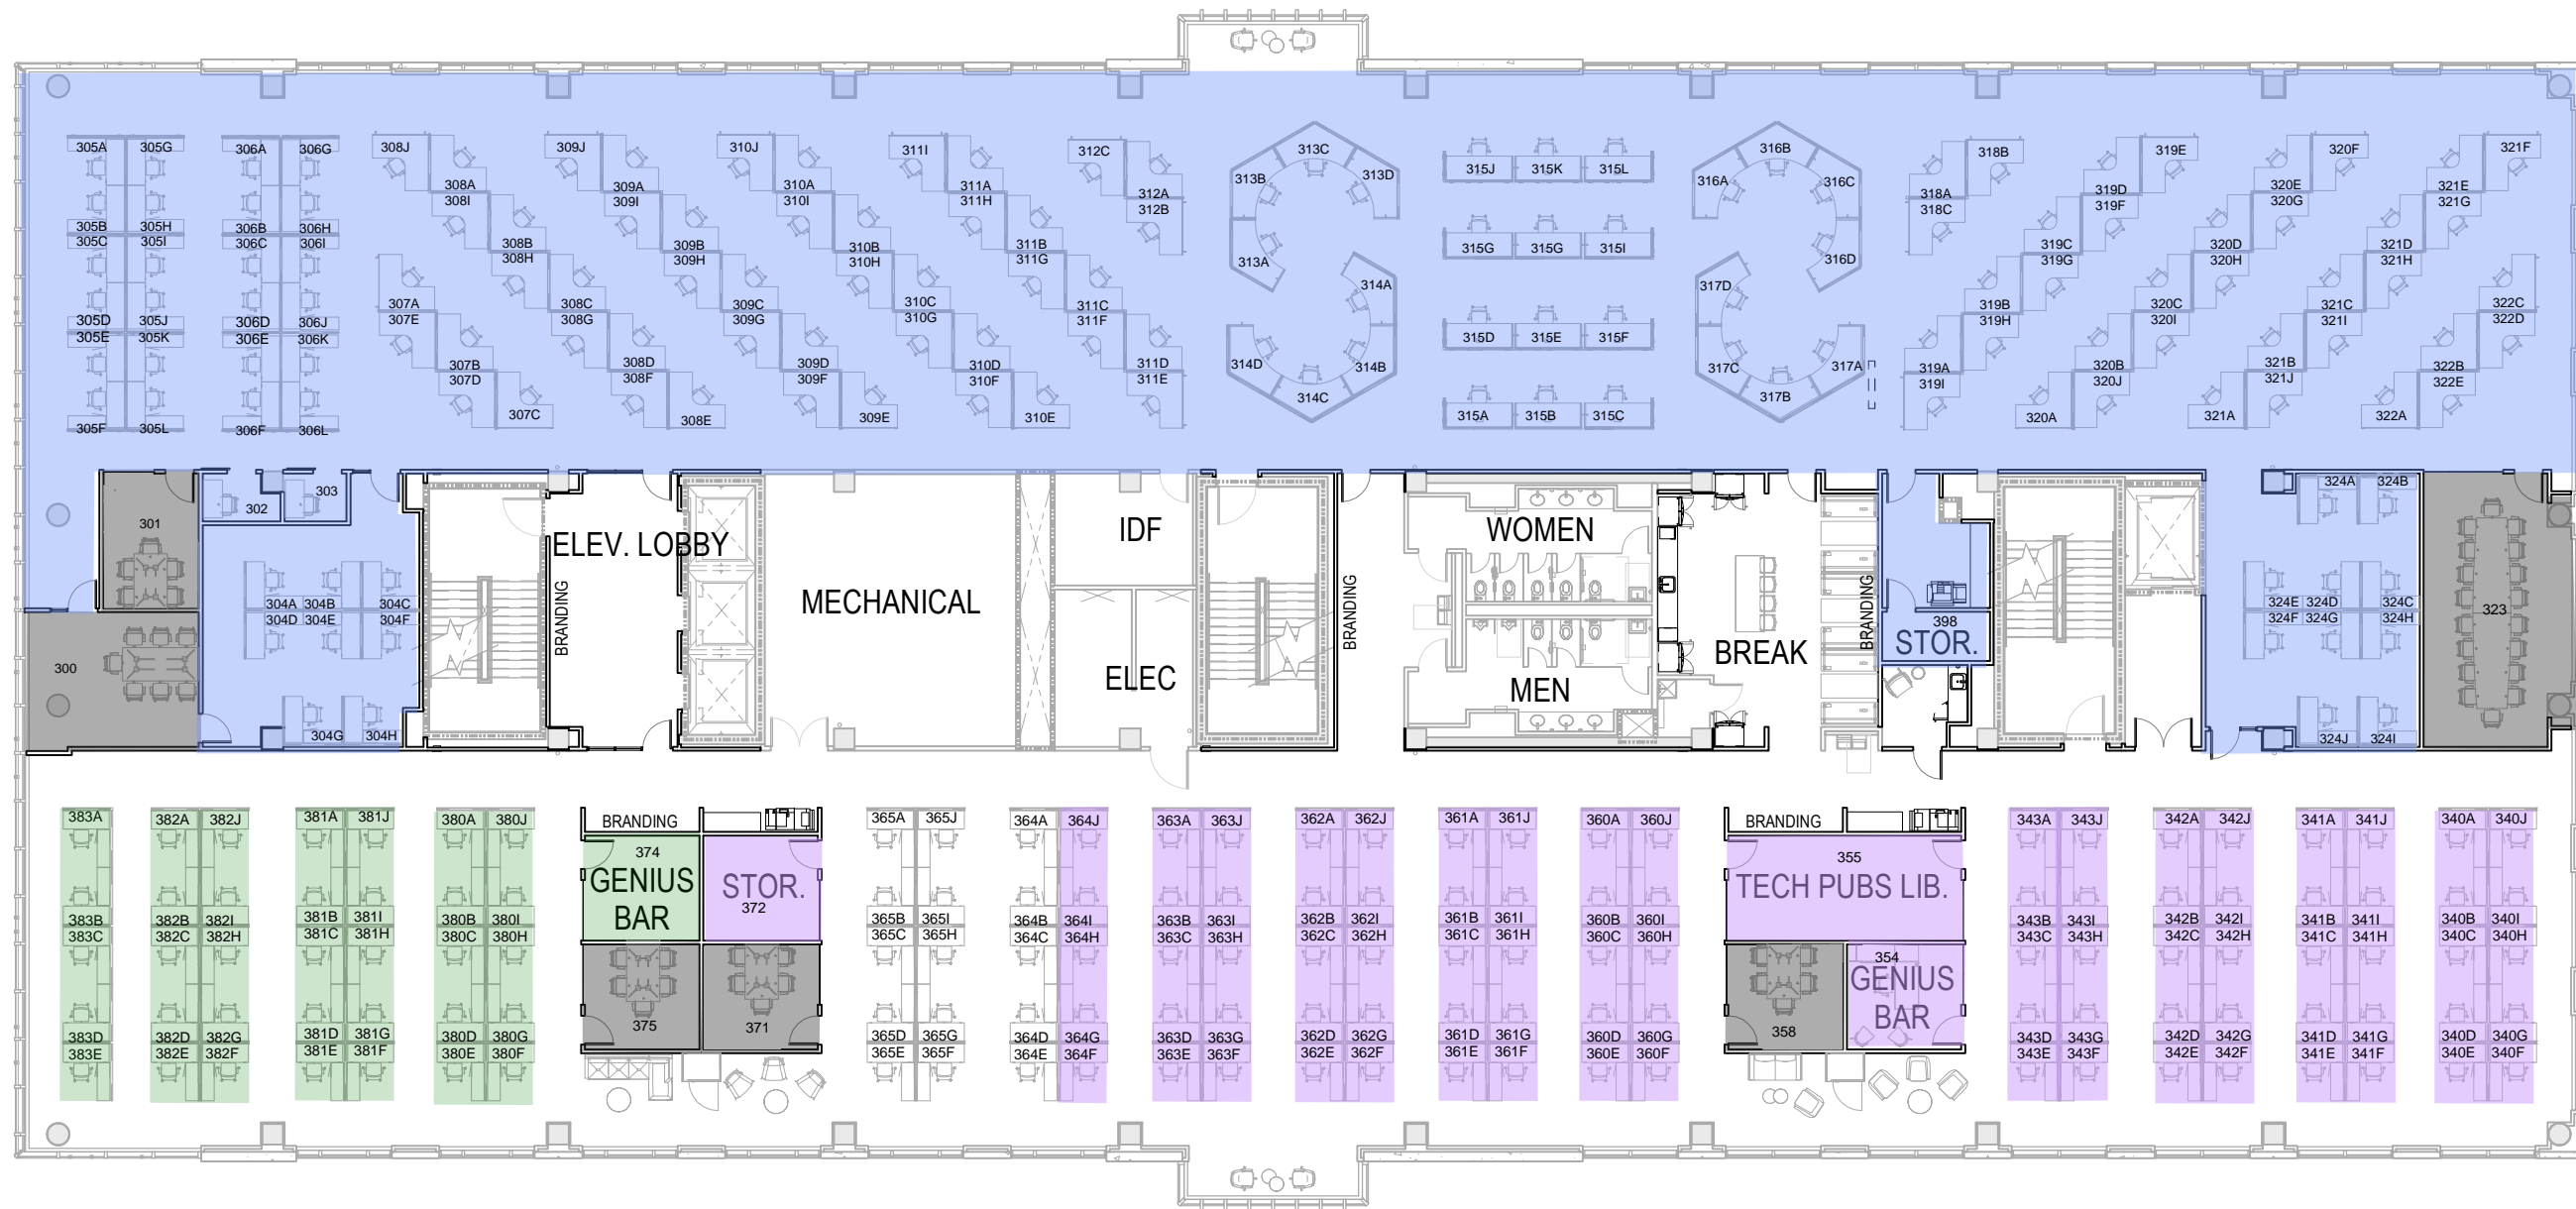 305A 305G 306A 306G 308J 309J 310J 311I 312C 313C 315J 315K 315L 316B 318B 319E 320F 321F
313B 313D 316A 316C
308A 309A 310A 311A 312A 318A 319D 320E 321E
308I 309I 310I 311H 312B 318C 319F 320G 321G
305B 305H 306B 306H
305C 305I 306C 306I
308B 309B 310B 311B 315G 315G 315I 319C 320D 321D
308H 309H 310H 311G 313A 316D 319G 320H 321H
314A 317D
307A 308C 309C 310C 311C 319B 320C 321C 322C
307E 308G 309G 310G 311F 319H 320I 321I 322D
305D 305J 306D 306J
305E 305K 306E 306K 315D 315E 315F
307B 308D 309D 310D 311D 314D 314B 317C 317A 319A 320B 321B 322B
307D 308F 309F 310F 311E 319I 320J 321J 322E
314C 317B
307C 308E 309E 310E 315A 315B 315C 320A 321A 322A
305F 305L 306F 306L
301 302 303 324A 324B
ELEV. LOBBY
BRANDING
MECHANICAL
IDF
ELEC
BRANDING
WOMEN
MEN
BREAK
BRANDING
398
STOR.
304A 304B 304C
304D 304E 304F
304G 304H
300
324E 324D 324C
324F 324G 324H
324J 324I
323
383A 382A 382J 381A 381J 380A 380J BRANDING 365A 365J 364A 364J 363A 363J 362A 362J 361A 361J 360A 360J BRANDING 343A 343J 342A 342J 341A 341J 340A 340J
374
GENIUS
BAR
STOR.
372
355
TECH PUBS LIB.
383B 382B 382I 381B 381I 380B 380I 365B 365I 364B 364I 363B 363I 362B 362I 361B 361I 360B 360I 343B 343I 342B 342I 341B 341I 340B 340I
383C 382C 382H 381C 381H 380C 380H 365C 365H 364C 364H 363C 363H 362C 362H 361C 361H 360C 360H 343C 343H 342C 342H 341C 341H 340C 340H
354
GENIUS
BAR
375 371 358
383D 382D 382G 381D 381G 380D 380G 365D 365G 364D 364G 363D 363G 362D 362G 361D 361G 360D 360G 343D 343G 342D 342G 341D 341G 340D 340G
383E 382E 382F 381E 381F 380E 380F 365E 365F 364E 364F 363E 363F 362E 362F 361E 361F 360E 360F 343E 343F 342E 342F 341E 341F 340E 340F